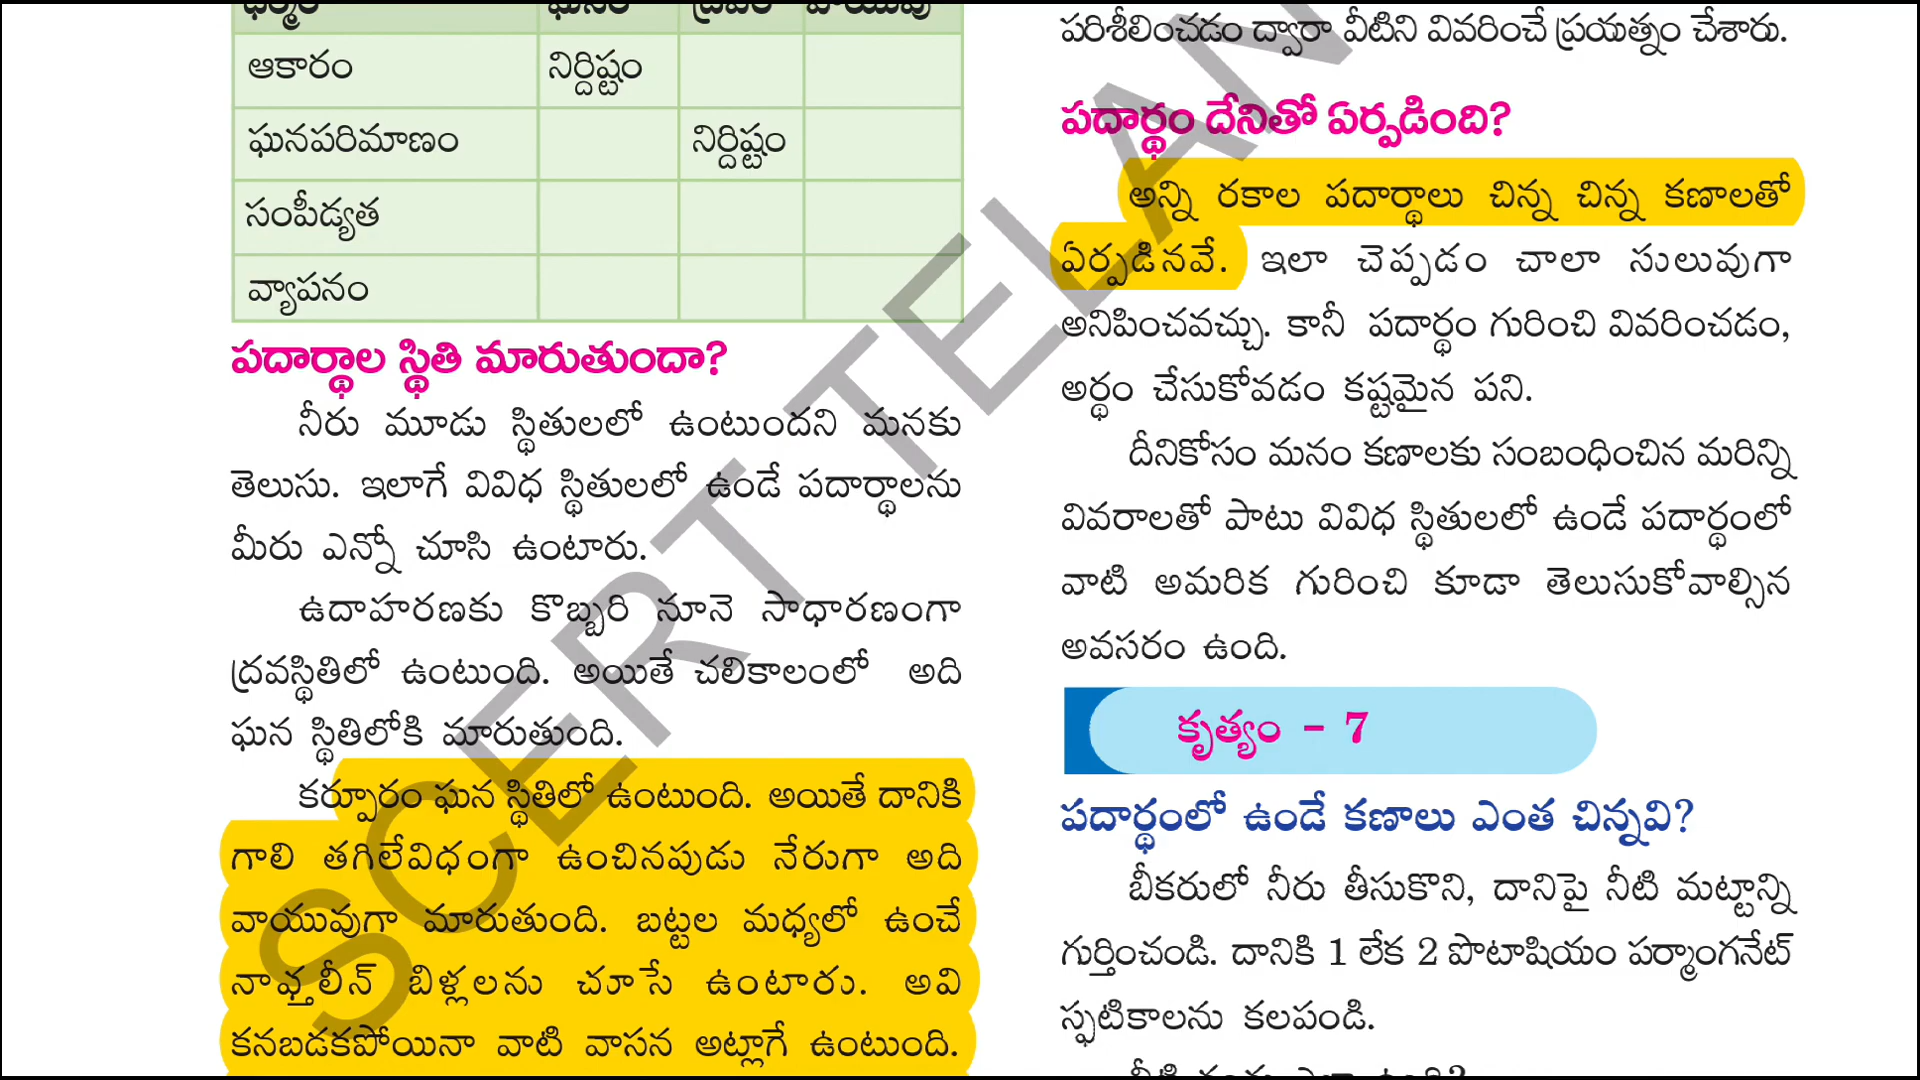 ధర్మం ఘనం ద్రవం వాయువు
ఆకారం నిర్దిష్టం
ఘనపరిమాణం నిర్దిష్టం
సంపీడ్యత
వ్యాపనం
పదార్థాల స్థితి మారుతుందా?
నీరు మూడు స్థితులలో ఉంటుందని మనకు
తెలుసు. ఇలాగే వివిధ స్థితులలో ఉండే పదార్థాలను
మీరు ఎన్నో చూసి ఉంటారు.
ఉదాహరణకు కొబ్బరి నూనె సాధారణంగా
ద్రవస్థితిలో ఉంటుంది. అయితే చలికాలంలో అది
ఘన స్థితిలోకి మారుతుంది.
కర్పూరం ఘన స్థితిలో ఉంటుంది. అయితే దానికి
గాలి తగిలేవిధంగా ఉంచినపుడు నేరుగా అది
వాయువుగా మారుతుంది. బట్టల మధ్యలో ఉంచే
నాఫ్తలీన్ బిళ్లలను చూసే ఉంటారు. అవి
కనబడకపోయినా వాటి వాసన అట్లాగే ఉంటుంది.
పరిశీలించడం ద్వారా వీటిని వివరించే ప్రయత్నం చేశారు.
పదార్థం దేనితో ఏర్పడింది?
అన్ని రకాల పదార్థాలు చిన్న చిన్న కణాలతో
ఏర్పడినవే. ఇలా చెప్పడం చాలా సులువుగా
అనిపించవచ్చు. కానీ పదార్థం గురించి వివరించడం,
అర్థం చేసుకోవడం కష్టమైన పని.
దీనికోసం మనం కణాలకు సంబంధించిన మరిన్ని
వివరాలతో పాటు వివిధ స్థితులలో ఉండే పదార్థంలో
వాటి అమరిక గురించి కూడా తెలుసుకోవాల్సిన
అవసరం ఉంది.
కృత్యం - 7
పదార్థంలో ఉండే కణాలు ఎంత చిన్నవి?
బీకరులో నీరు తీసుకొని, దానిపై నీటి మట్టాన్ని
గుర్తించండి. దానికి 1 లేక 2 పొటాషియం పర్మాంగనేట్
స్ఫటికాలను కలపండి.
SCERT TELAN